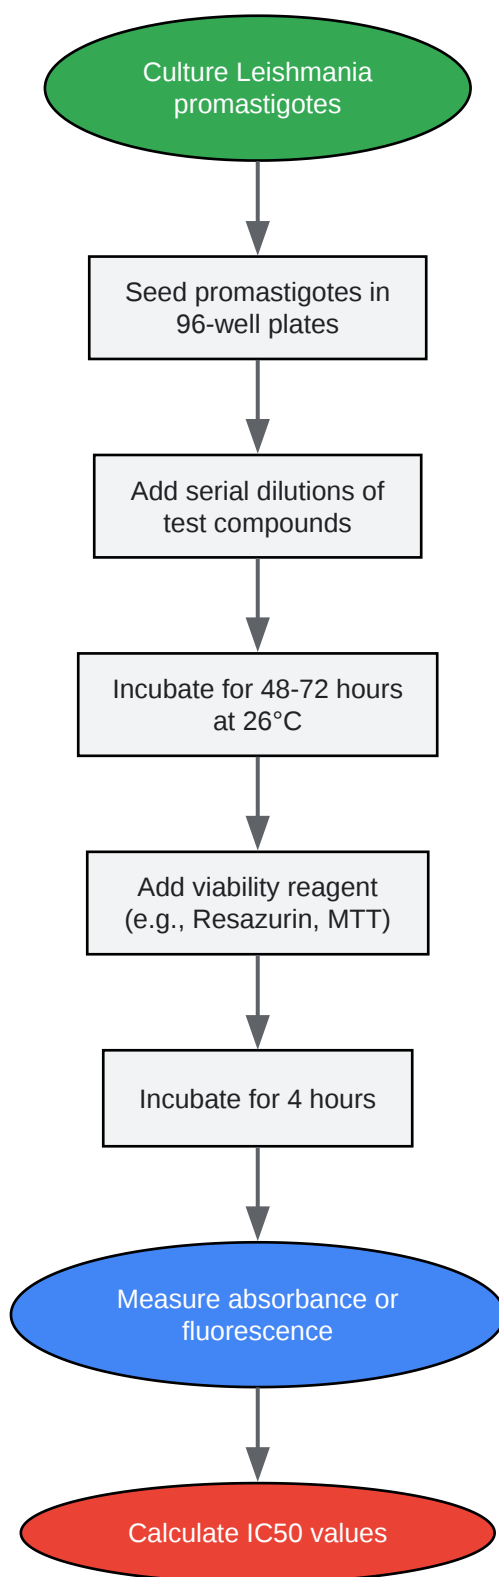 Culture Leishmania
promastigotes
Seed promastigotes in
96-well plates
Add serial dilutions of
test compounds
Incubate for 48-72 hours
at 26°C
Add viability reagent
(e.g., Resazurin, MTT)
Incubate for 4 hours
Measure absorbance or
fluorescence
Calculate IC50 values